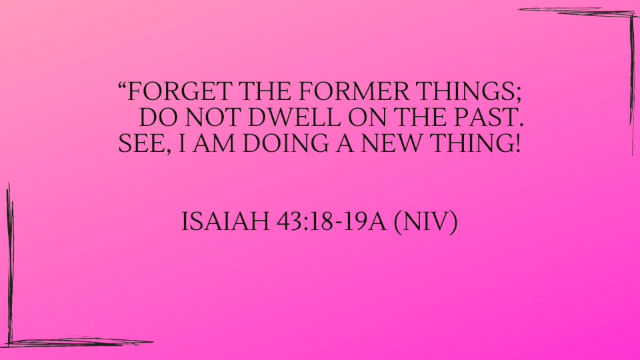 “FORGET THE FORMER THINGS;
DO NOT DWELL ON THE PAST.
SEE, I AM DOING A NEW THING!
ISAIAH 43:18-19A (NIV)